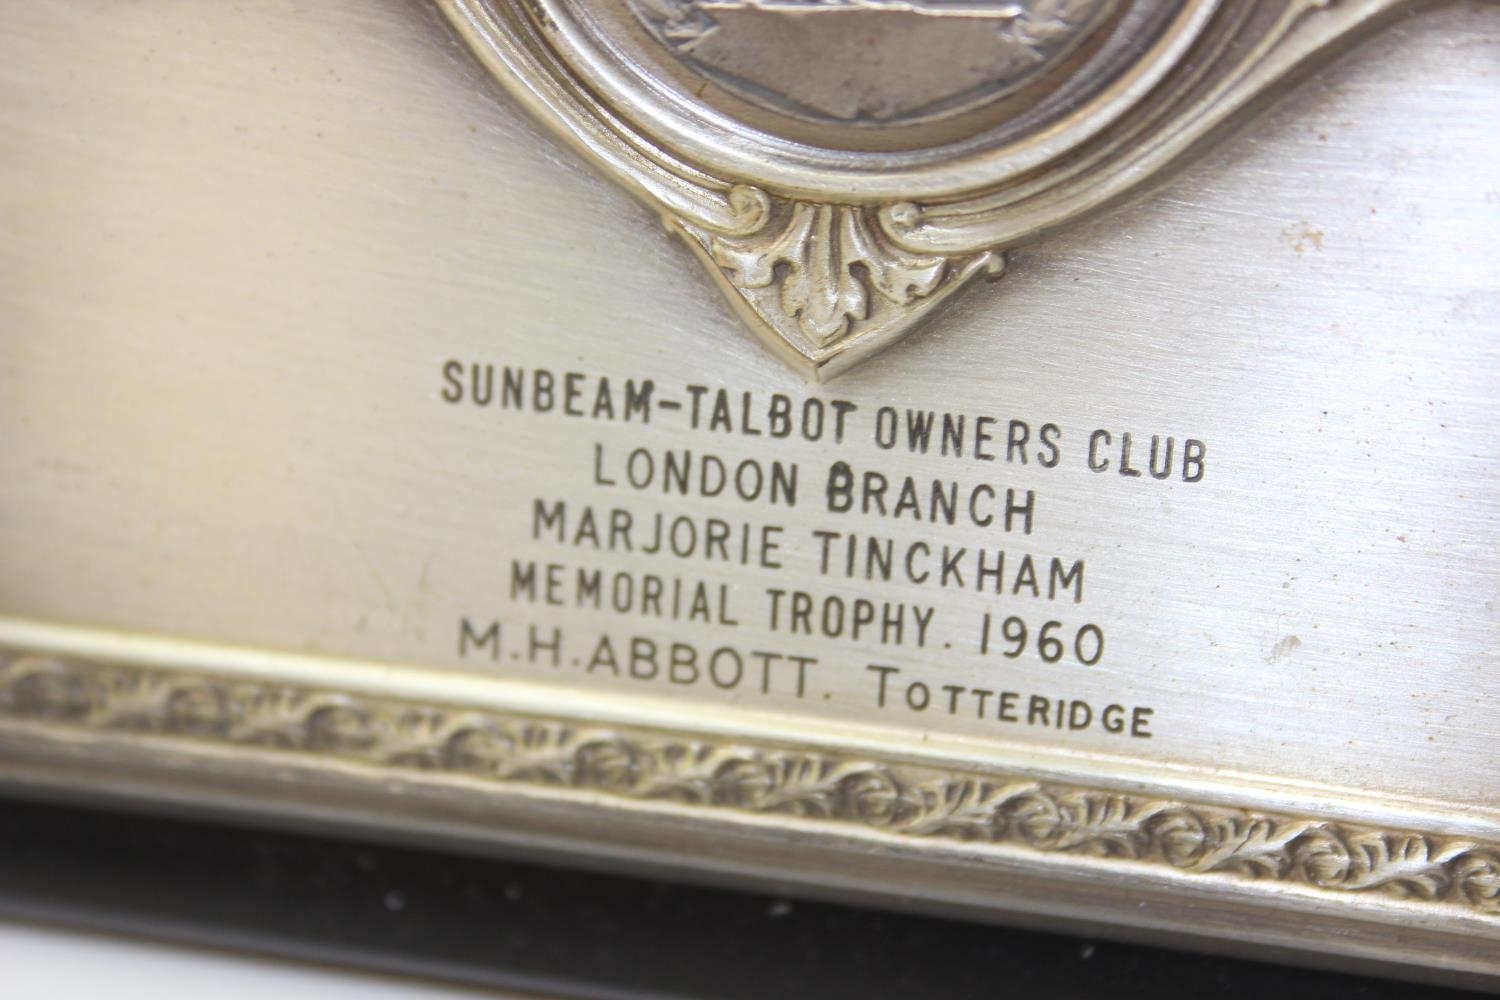 SUNBEAM-TALBOT OWNERS CLUB
LONDON BRANCH
MARJORIE TINCKHAM
MEMORIAL TROPHY. 1960
M.H.ABBOTT. TOTTERIDGE